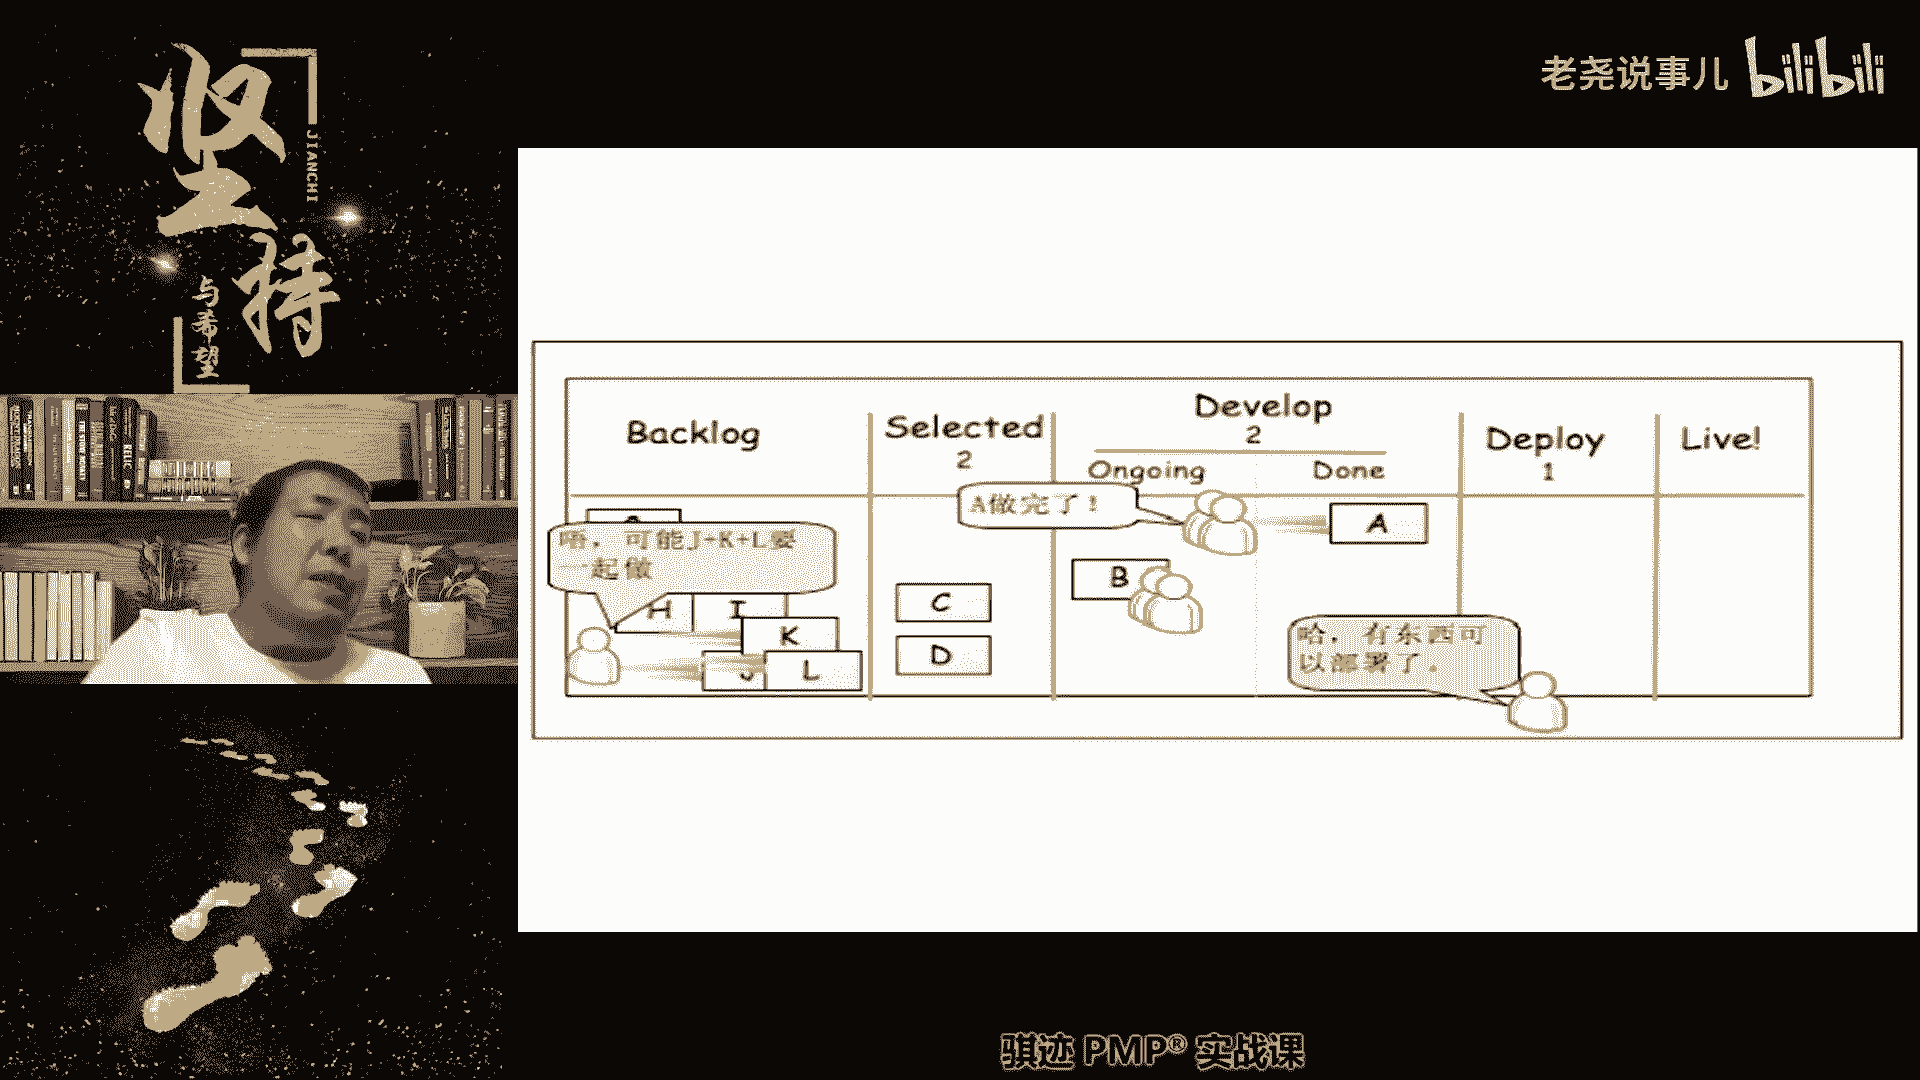 坚持
JIANCHI
与希望
老尧说事儿 bilibili
Backlog
Selected
2
Develop
2
Ongoing
Done
Deploy
1
Live!
A做完了！
A
唔，可能J+K+L要
一起做
B
C
H
I
K
D
J
L
哈，有东西可
以部署了。
骐迹 PMP® 实战课